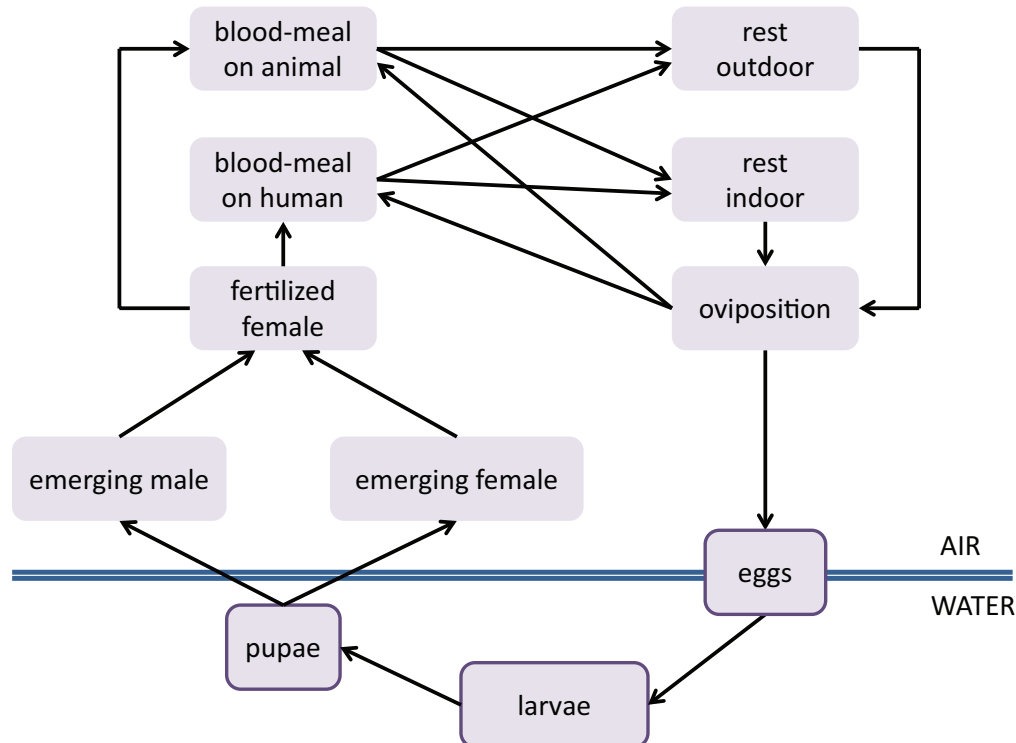 blood-meal
on animal
rest
outdoor
blood-meal
on human
rest
indoor
fertilized
female
oviposition
emerging male
emerging female
AIR
eggs
WATER
pupae
larvae